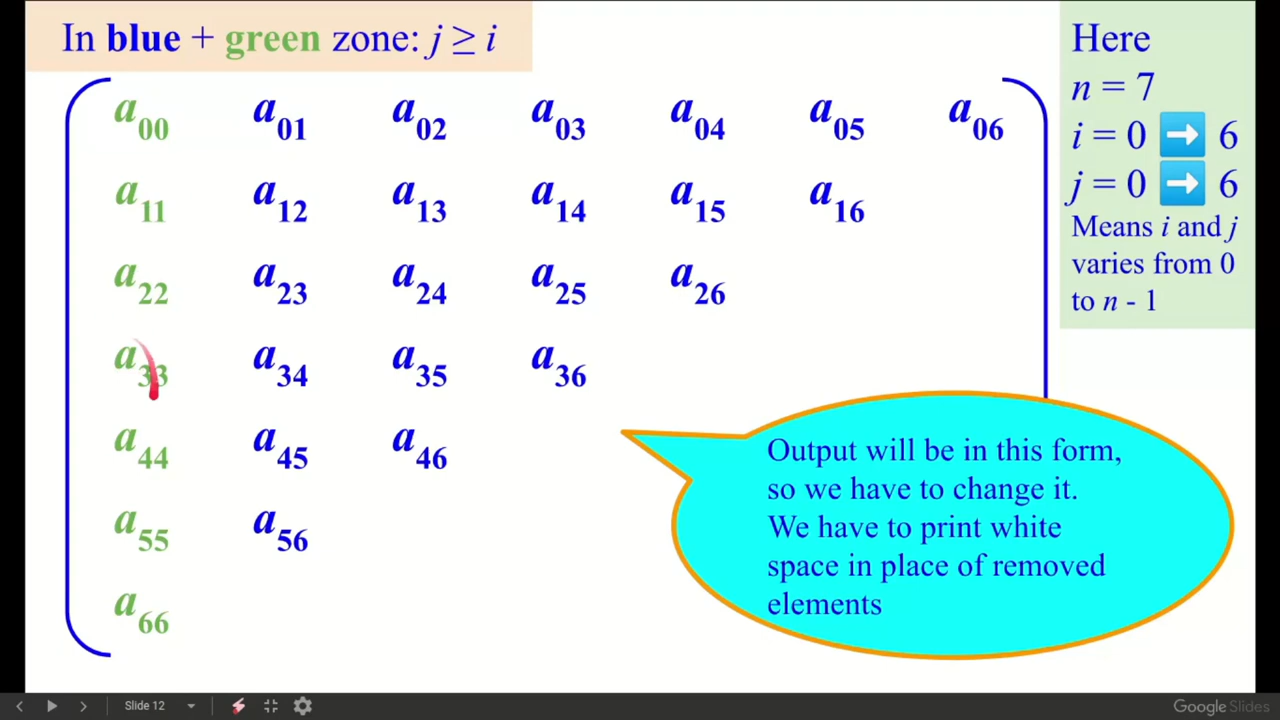 In blue + green zone: j ≥ i
a00 a01 a02 a03 a04 a05 a06
a11 a12 a13 a14 a15 a16
a22 a23 a24 a25 a26
a33 a34 a35 a36
a44 a45 a46
a55 a56
a66
Here
n = 7
i = 0 ➡ 6
j = 0 ➡ 6
Means i and j
varies from 0
to n - 1
Output will be in this form,
so we have to change it.
We have to print white
space in place of removed
elements
Slide 12
Google Slides